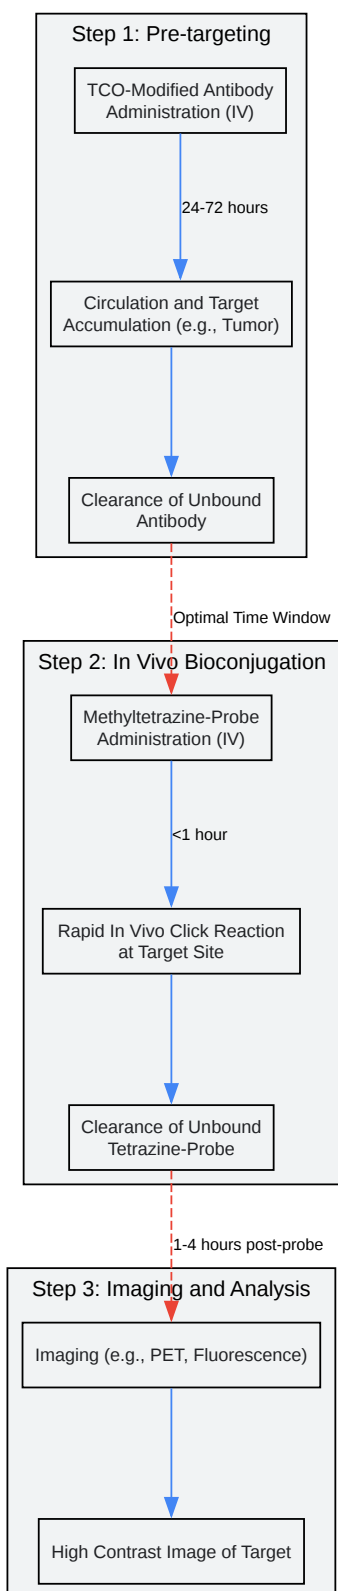 Step 1: Pre-targeting
TCO-Modified Antibody
Administration (IV)
24-72 hours
Circulation and Target
Accumulation (e.g., Tumor)
Clearance of Unbound
Antibody
Optimal Time Window
Step 2: In Vivo Bioconjugation
Methyltetrazine-Probe
Administration (IV)
<1 hour
Rapid In Vivo Click Reaction
at Target Site
Clearance of Unbound
Tetrazine-Probe
1-4 hours post-probe
Step 3: Imaging and Analysis
Imaging (e.g., PET, Fluorescence)
High Contrast Image of Target